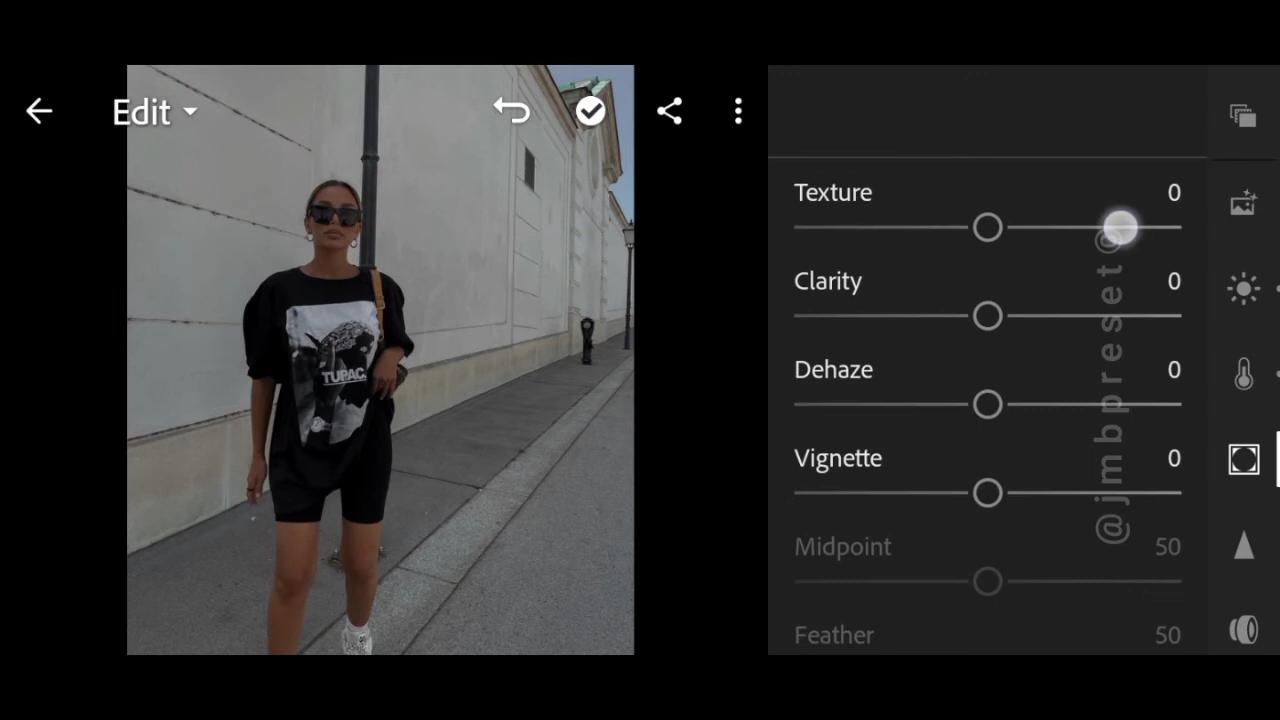 Edit
TUPAC.
Texture 0
Clarity 0
Dehaze 0
Vignette 0
Midpoint 50
Feather 50
@jmbpreset@